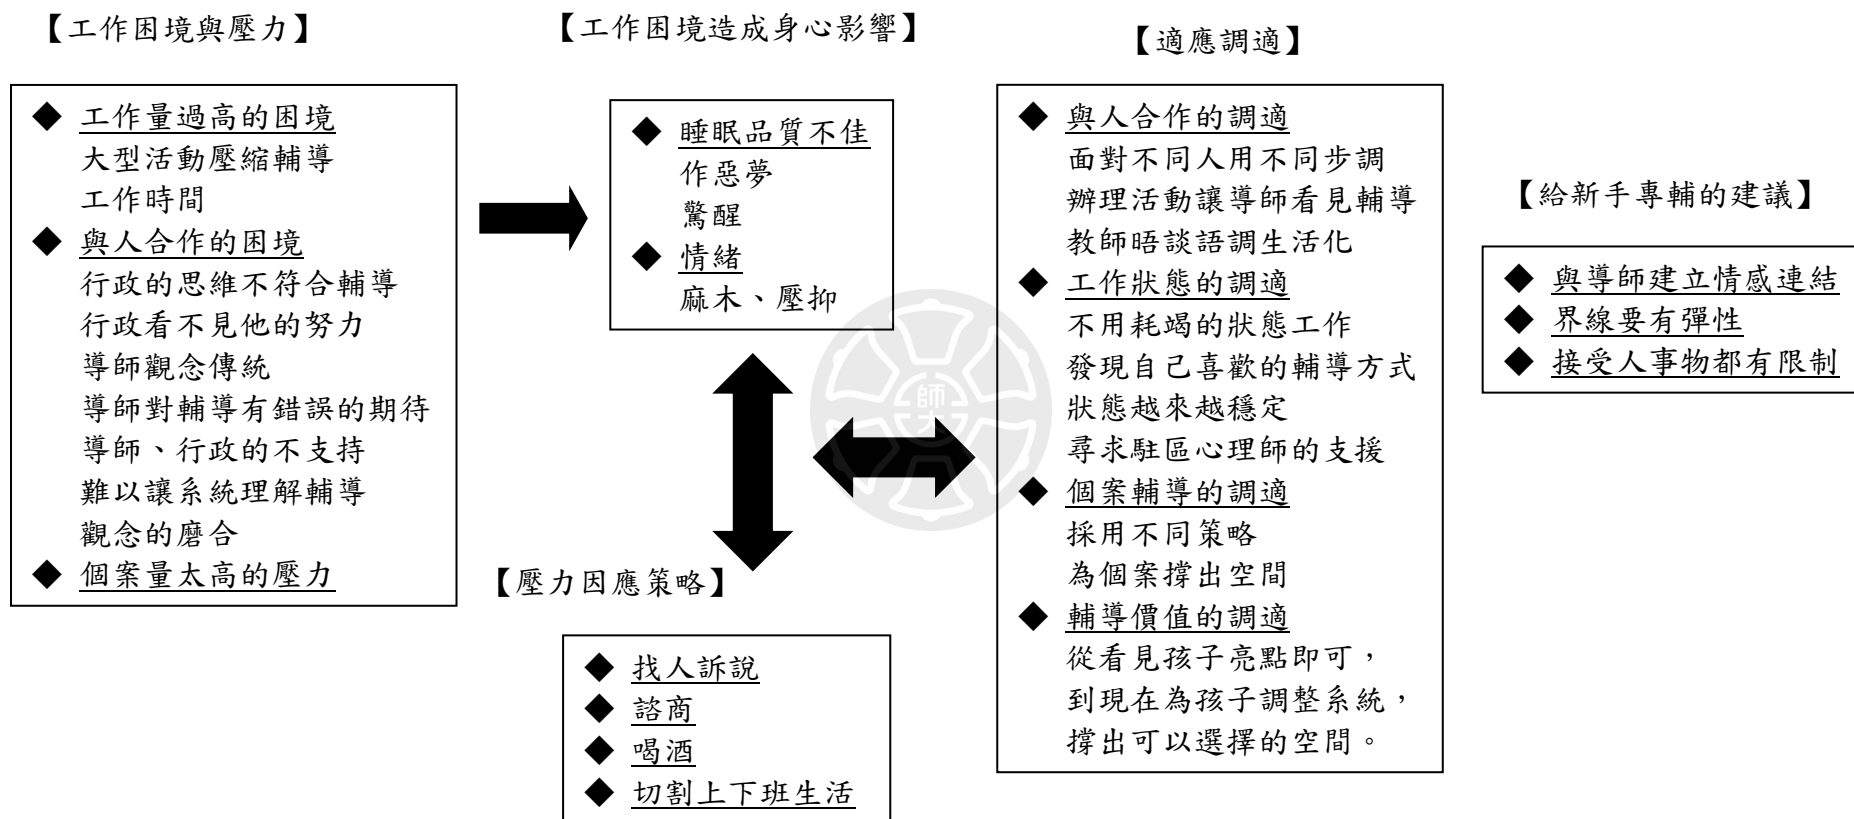 【工作困境與壓力】
◆ 工作量過高的困境
大型活動壓縮輔導
工作時間
◆ 與人合作的困境
行政的思維不符合輔導
行政看不見他的努力
導師觀念傳統
導師對輔導有錯誤的期待
導師、行政的不支持
難以讓系統理解輔導
觀念的磨合
◆ 個案量太高的壓力
【工作困境造成身心影響】
◆ 睡眠品質不佳
作惡夢
驚醒
◆ 情緒
麻木、壓抑
【壓力因應策略】
◆ 找人訴說
◆ 諮商
◆ 喝酒
◆ 切割上下班生活
【適應調適】
◆ 與人合作的調適
面對不同人用不同步調
辦理活動讓導師看見輔導
教師晤談語調生活化
◆ 工作狀態的調適
不用耗竭的狀態工作
發現自己喜歡的輔導方式
狀態越來越穩定
尋求駐區心理師的支援
◆ 個案輔導的調適
採用不同策略
為個案撐出空間
◆ 輔導價值的調適
從看見孩子亮點即可，
到現在為孩子調整系統，
撐出可以選擇的空間。
【給新手專輔的建議】
◆ 與導師建立情感連結
◆ 界線要有彈性
◆ 接受人事物都有限制
師大